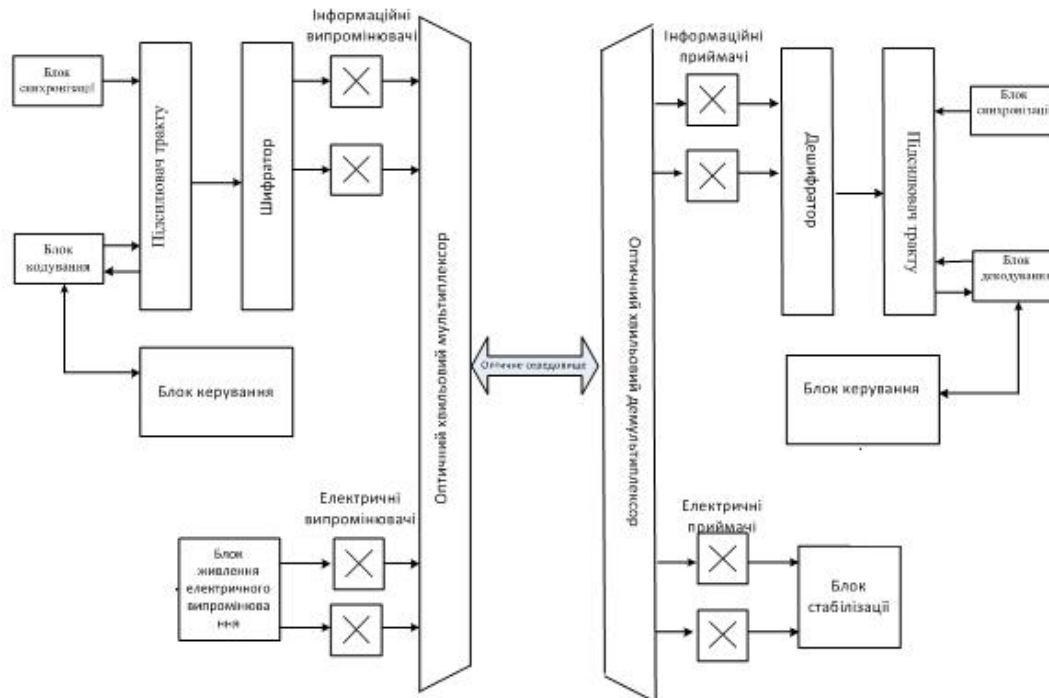 Інформаційні
випромінювачі
Блок
синхронізації
Підсилювач тракту
Шифратор
Блок
кодування
Блок керування
Оптичний хвильовий мультиплексор
Електричні
випромінювачі
Блок
живлення
електричного
випромінюва
ння
Оптичне середовище
Інформаційні
приймачі
Оптичний хвильовий демультиплексор
Дешифратор
Підсилювач тракту
Блок
синхронізації
Блок
декодування
Блок керування
Електричні
приймачі
Блок
стабілізації